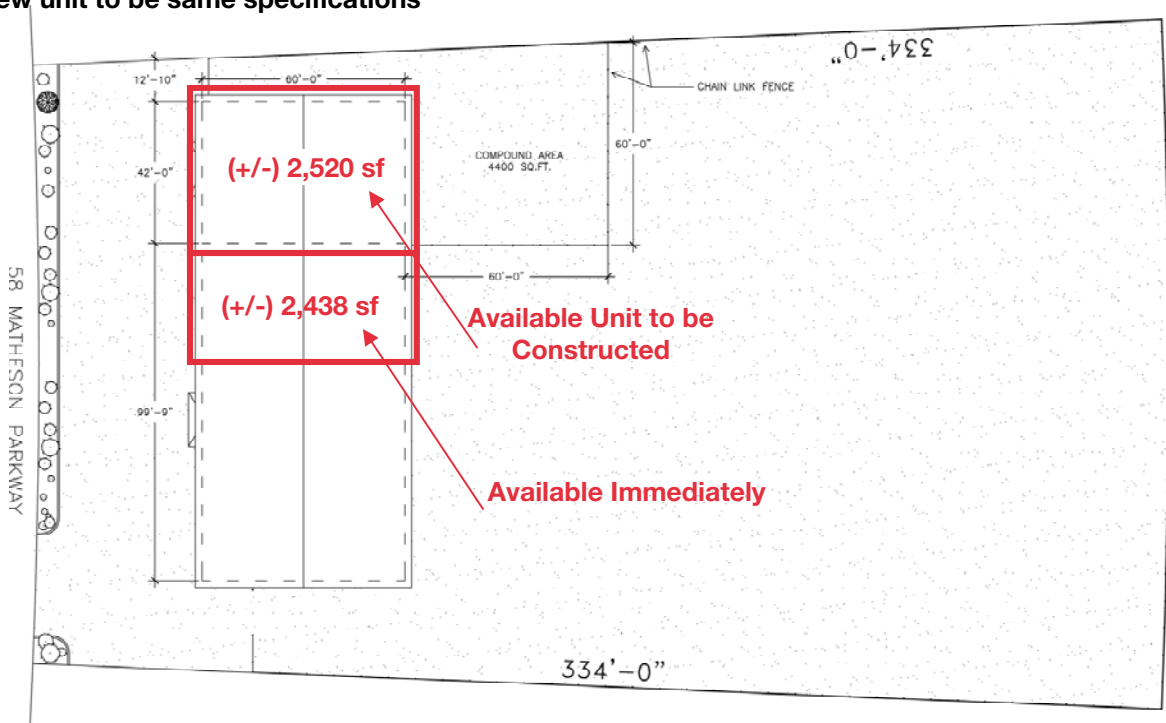 ew unit to be same specifications
334'-0"
12'-10"
60'-0"
CHAIN LINK FENCE
COMPOUND AREA
4400 SQ.FT.
60'-0"
42'-0"
(+/-) 2,520 sf
60'-0"
(+/-) 2,438 sf
Available Unit to be
Constructed
58 MATHESON PARKWAY
99'-9"
Available Immediately
334'-0"